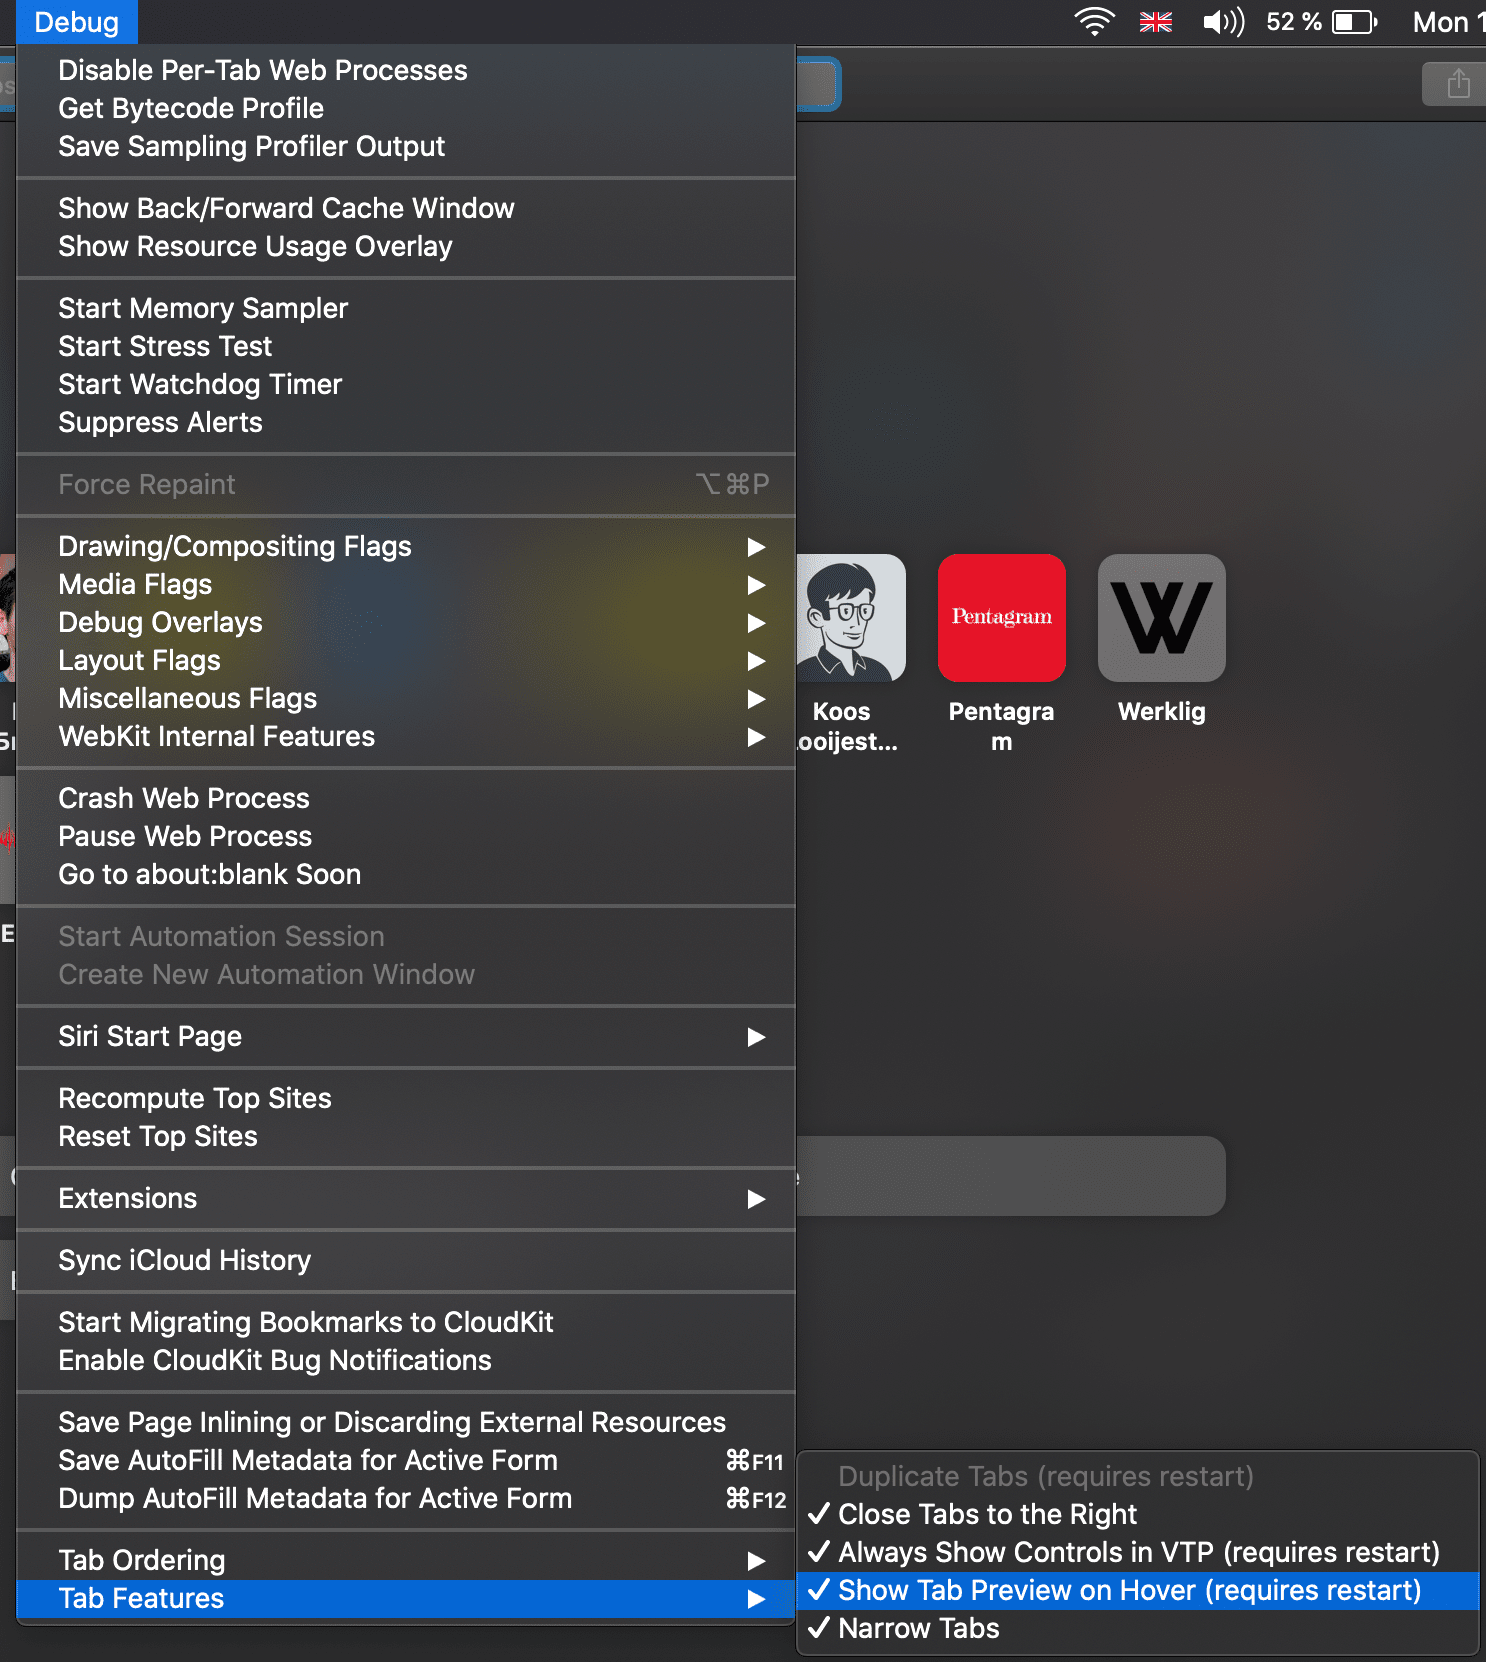 Debug
52 %
Mon 1
Disable Per-Tab Web Processes
Get Bytecode Profile
Save Sampling Profiler Output
Show Back/Forward Cache Window
Show Resource Usage Overlay
Start Memory Sampler
Start Stress Test
Start Watchdog Timer
Suppress Alerts
Force Repaint ⌥⌘P
Drawing/Compositing Flags
Media Flags
Debug Overlays
Layout Flags
Miscellaneous Flags
WebKit Internal Features
Crash Web Process
Pause Web Process
Go to about:blank Soon
Start Automation Session
Create New Automation Window
Siri Start Page
Recompute Top Sites
Reset Top Sites
Extensions
Sync iCloud History
Start Migrating Bookmarks to CloudKit
Enable CloudKit Bug Notifications
Save Page Inlining or Discarding External Resources
Save AutoFill Metadata for Active Form ⌘F11
Dump AutoFill Metadata for Active Form ⌘F12
Tab Ordering
Tab Features
Duplicate Tabs (requires restart)
✓ Close Tabs to the Right
✓ Always Show Controls in VTP (requires restart)
✓ Show Tab Preview on Hover (requires restart)
✓ Narrow Tabs
Koos
ooijest...
Pentagram
Pentagra
m
W
Werklig